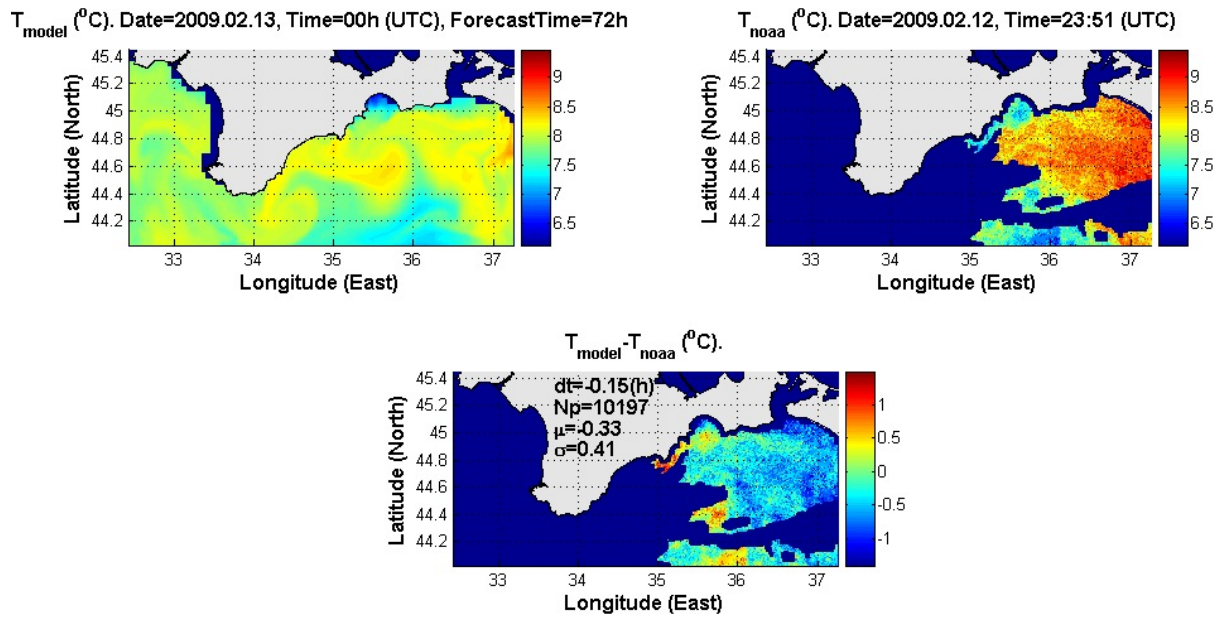 T_model (⁰C). Date=2009.02.13, Time=00h (UTC), ForecastTime=72h
45.4
45.2
45
44.8
44.6
44.4
44.2
Latitude (North)
33 34 35 36 37
Longitude (East)
9
8.5
8
7.5
7
6.5
T_noaa (⁰C). Date=2009.02.12, Time=23:51 (UTC)
45.4
45.2
45
44.8
44.6
44.4
44.2
Latitude (North)
33 34 35 36 37
Longitude (East)
9
8.5
8
7.5
7
6.5
T_model-T_noaa (⁰C).
dt=-0.15(h)
Np=10197
μ=-0.33
σ=0.41
45.4
45.2
45
44.8
44.6
44.4
44.2
Latitude (North)
33 34 35 36 37
Longitude (East)
1
0.5
0
-0.5
-1